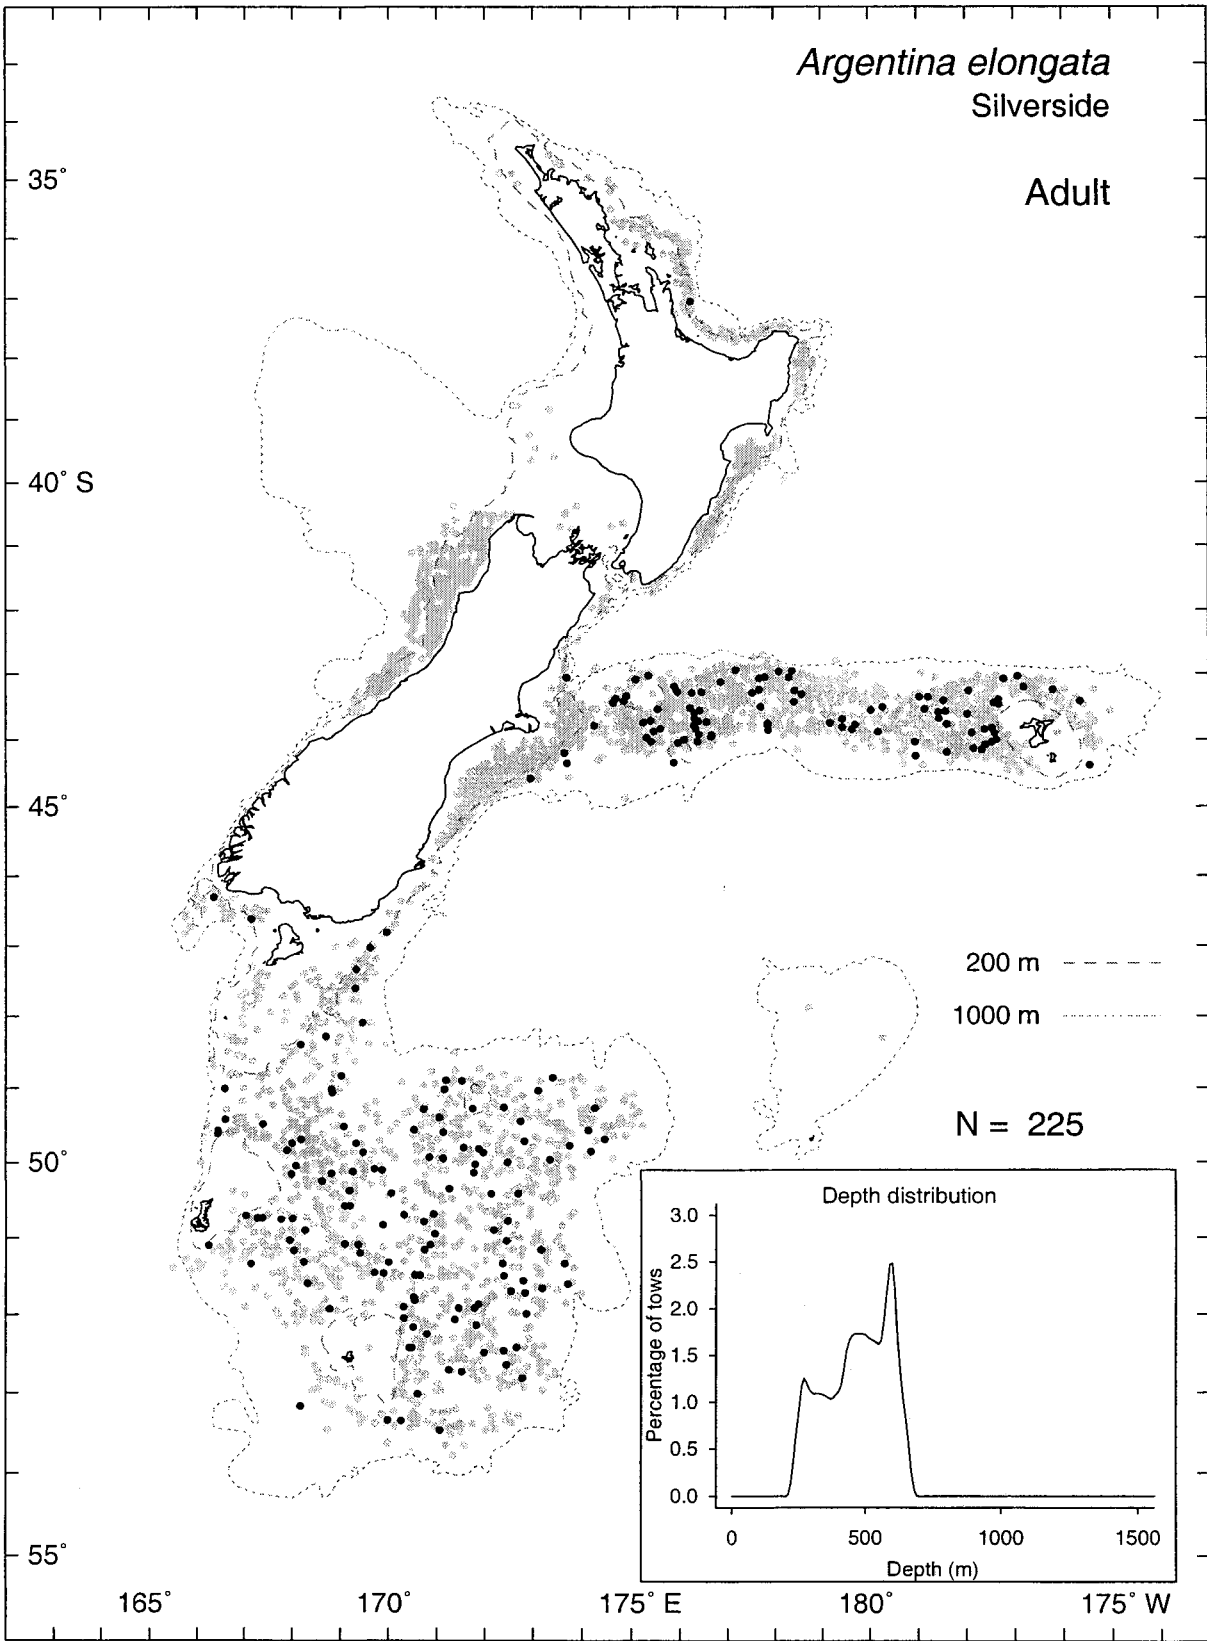 Argentina elongata
Silverside
Adult
35°
40° S
45°
200 m
1000 m
N = 225
50°
Depth distribution
3.0
2.5
2.0
1.5
1.0
0.5
0.0
Percentage of tows
0 500 1000 1500
Depth (m)
55°
165° 170° 175° E 180° 175° W